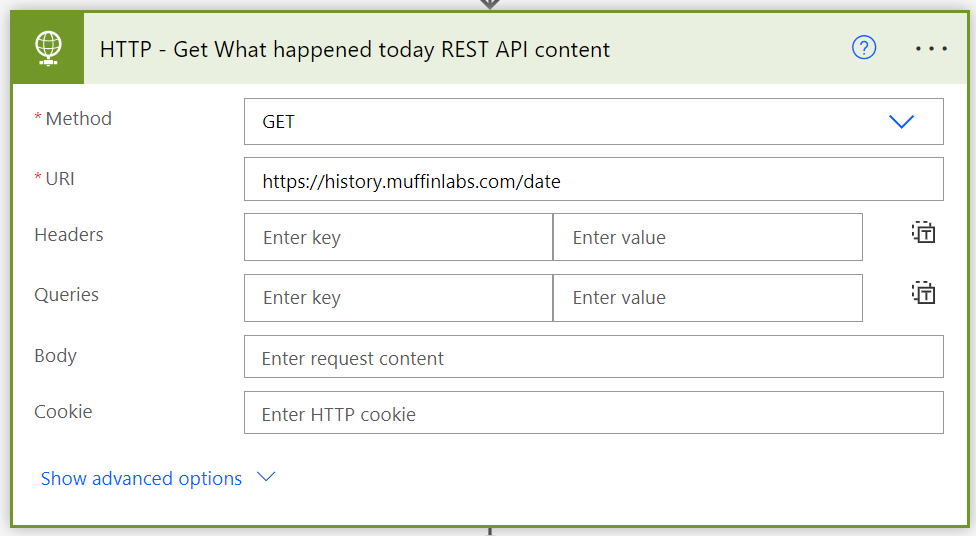 HTTP - Get What happened today REST API content
?
* Method
GET
* URI
https://history.muffinlabs.com/date
Headers
Enter key
Enter value
T
Queries
Enter key
Enter value
T
Body
Enter request content
Cookie
Enter HTTP cookie
Show advanced options